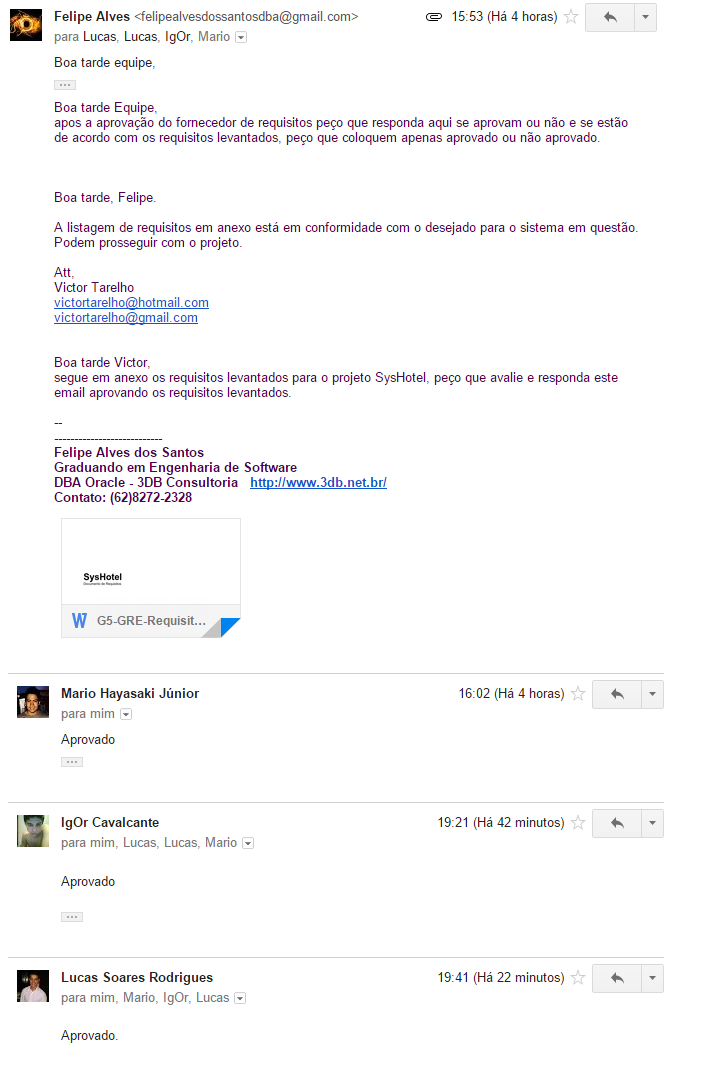 Felipe Alves <felipealvesdossantosdba@gmail.com> 15:53 (Há 4 horas)
para Lucas, Lucas, IgOr, Mario
Boa tarde equipe,
Boa tarde Equipe,
apos a aprovação do fornecedor de requisitos peço que responda aqui se aprovam ou não e se estão
de acordo com os requisitos levantados, peço que coloquem apenas aprovado ou não aprovado.
Boa tarde, Felipe.
A listagem de requisitos em anexo está em conformidade com o desejado para o sistema em questão.
Podem prosseguir com o projeto.
Att,
Victor Tarelho
victortarelho@hotmail.com
victortarelho@gmail.com
Boa tarde Victor,
segue em anexo os requisitos levantados para o projeto SysHotel, peço que avalie e responda este
email aprovando os requisitos levantados.
--
---------------------------
Felipe Alves dos Santos
Graduando em Engenharia de Software
DBA Oracle - 3DB Consultoria http://www.3db.net.br/
Contato: (62)8272-2328
SysHotel
Documento de Requisitos
G5-GRE-Requisit...
Mario Hayasaki Júnior 16:02 (Há 4 horas)
para mim
Aprovado
IgOr Cavalcante 19:21 (Há 42 minutos)
para mim, Lucas, Lucas, Mario
Aprovado
Lucas Soares Rodrigues 19:41 (Há 22 minutos)
para mim, Mario, IgOr, Lucas
Aprovado.